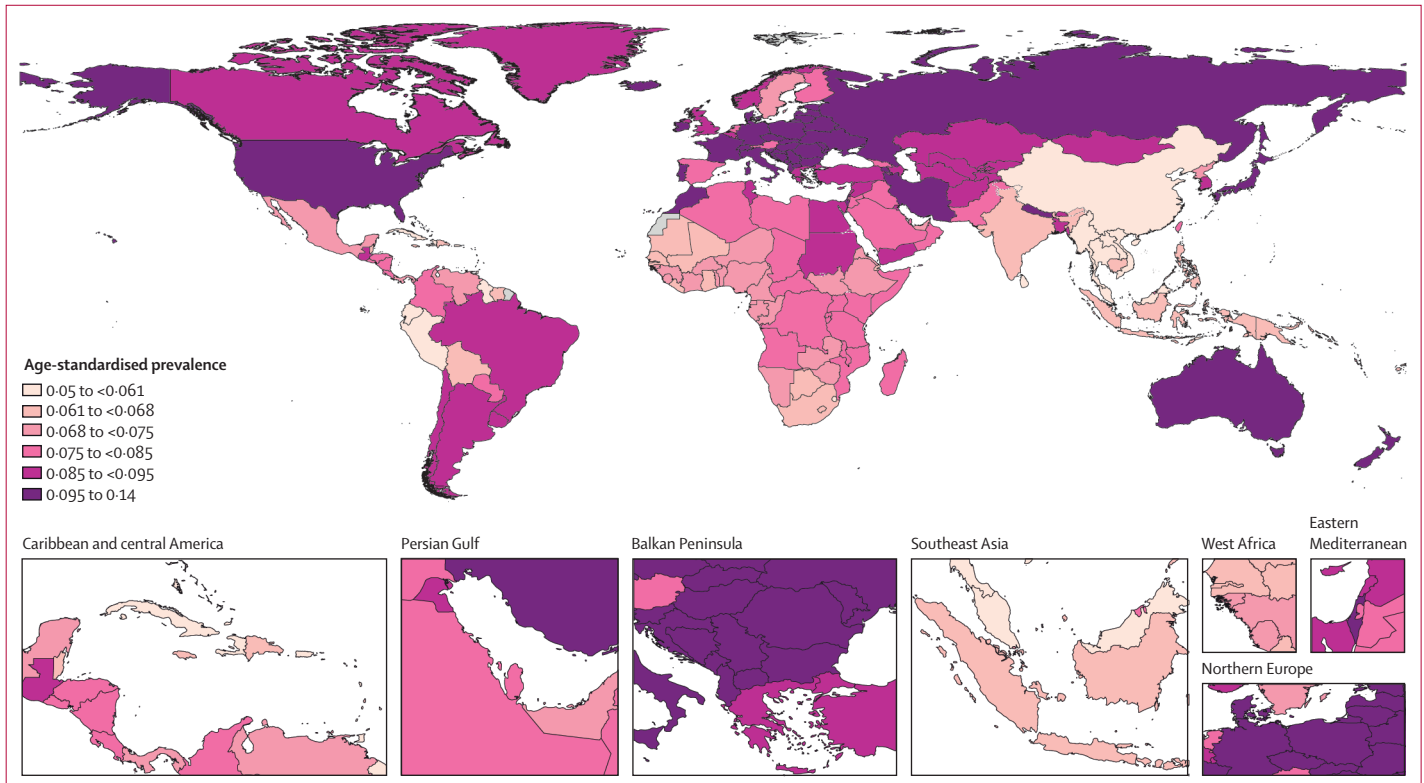 Age-standardised prevalence
0·05 to <0·061
0·061 to <0·068
0·068 to <0·075
0·075 to <0·085
0·085 to <0·095
0·095 to 0·14
Caribbean and central America
Persian Gulf
Balkan Peninsula
Southeast Asia
West Africa
Eastern
Mediterranean
Northern Europe